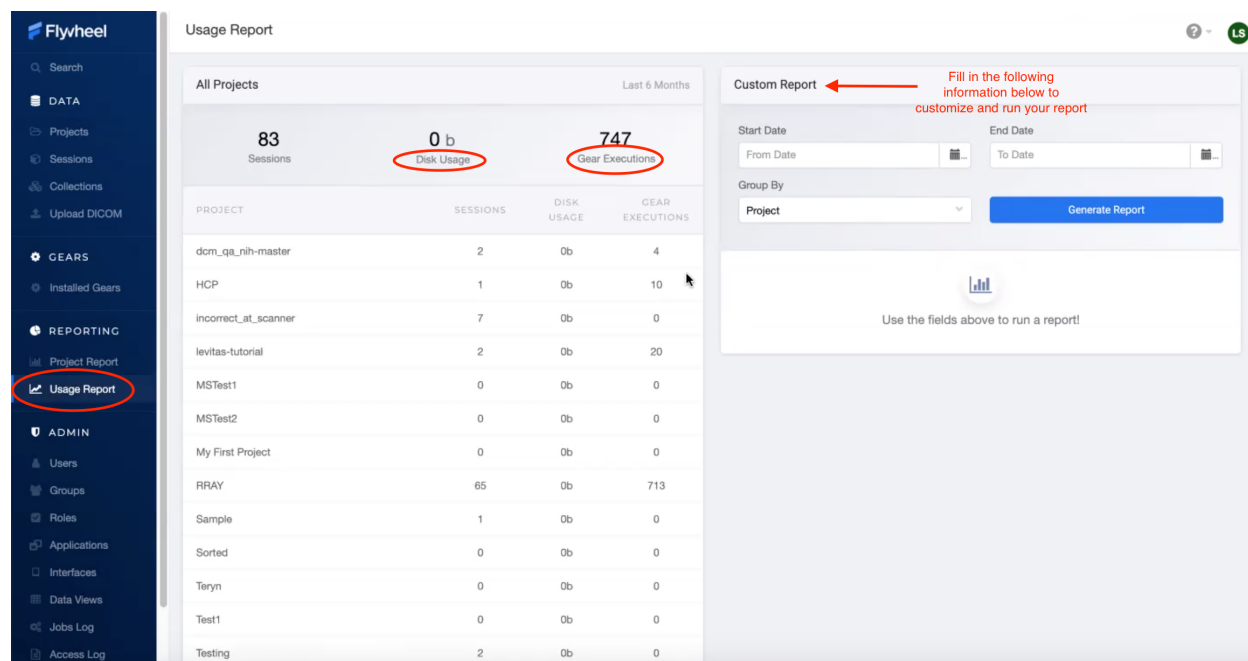 Flywheel
Search
DATA
Projects
Sessions
Collections
Upload DICOM
GEARS
Installed Gears
REPORTING
Project Report
Usage Report
ADMIN
Users
Groups
Roles
Applications
Interfaces
Data Views
Jobs Log
Access Log
Usage Report
?
LS
All Projects Last 6 Months
83 0 b 747
Sessions Disk Usage Gear Executions
PROJECT SESSIONS DISK USAGE GEAR EXECUTIONS
dcm_qa_nih-master 2 0b 4
HCP 1 0b 10
incorrect_at_scanner 7 0b 0
levitas-tutorial 2 0b 20
MSTest1 0 0b 0
MSTest2 0 0b 0
My First Project 0 0b 0
RRAY 65 0b 713
Sample 1 0b 0
Sorted 0 0b 0
Teryn 0 0b 0
Test1 0 0b 0
Testing 2 0b 0
Custom Report
Fill in the following
information below to
customize and run your report
Start Date End Date
From Date ... To Date ...
Group By
Project Generate Report
Use the fields above to run a report!